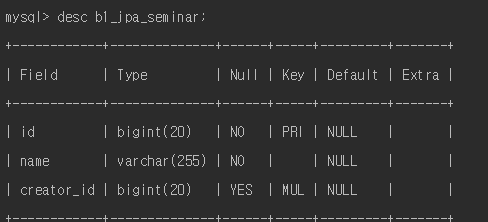 mysql> desc b1_jpa_seminar;
+------------+--------------+------+-----+---------+-------+
| Field      | Type         | Null | Key | Default | Extra |
+------------+--------------+------+-----+---------+-------+
| id         | bigint(20)   | NO   | PRI | NULL    |       |
| name       | varchar(255) | NO   |     | NULL    |       |
| creator_id | bigint(20)   | YES  | MUL | NULL    |       |
+------------+--------------+------+-----+---------+-------+